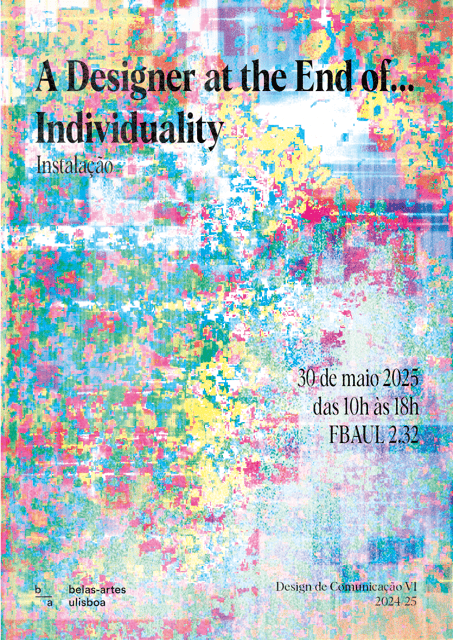 A Designer at the End of...
Individuality
Instalação
30 de maio 2025
das 10h às 18h
FBAUL 2.32
b
a
belas-artes
ulisboa
Design de Comunicação VI
2024/25